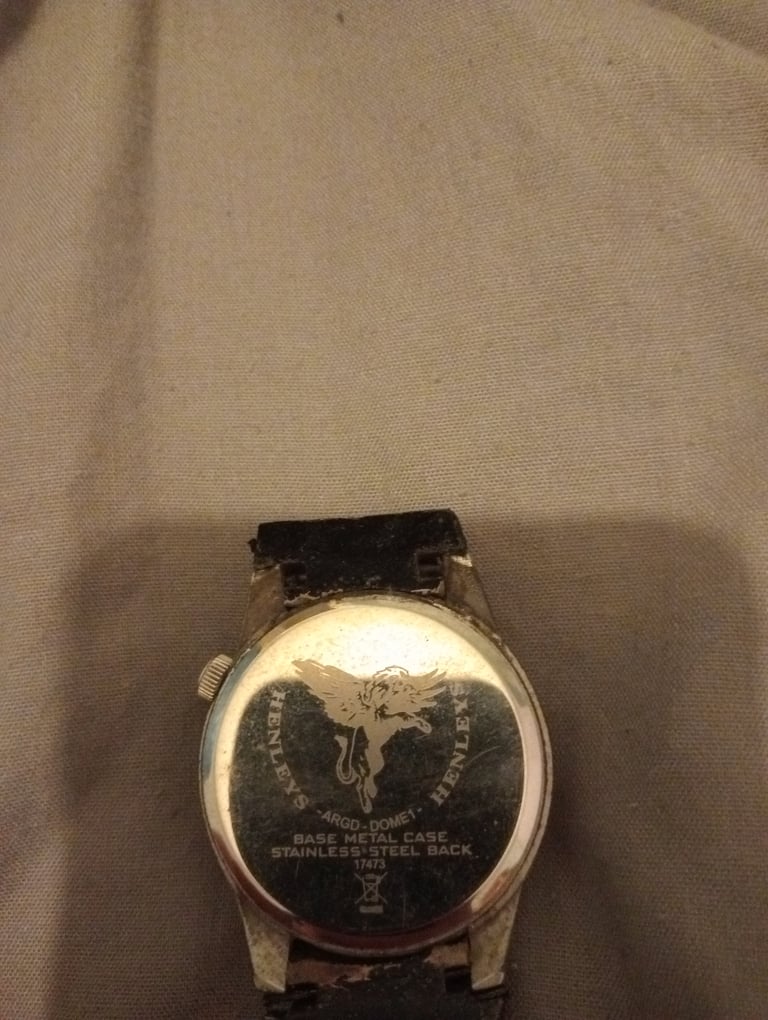 HENLEYS
HENLEYS
-ARGD-DOME1-
BASE METAL CASE
STAINLESS STEEL BACK
17473